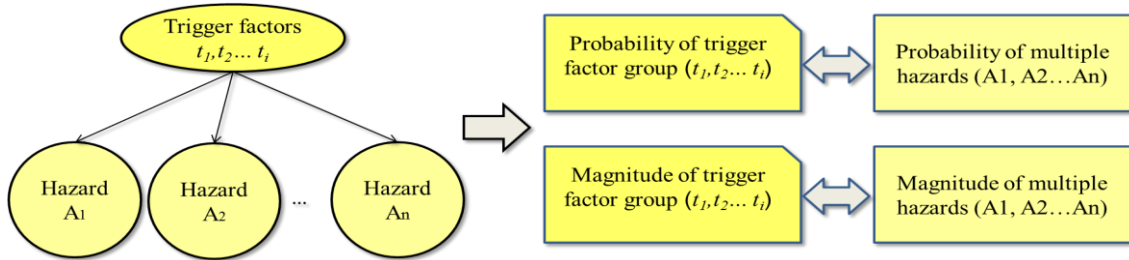 Trigger factors
t₁,t₂... tᵢ
Hazard
A1
Hazard
A2
...
Hazard
An
Probability of trigger
factor group (t₁,t₂... tᵢ)
Probability of multiple
hazards (A1, A2…An)
Magnitude of trigger
factor group (t₁,t₂... tᵢ)
Magnitude of multiple
hazards (A1, A2…An)